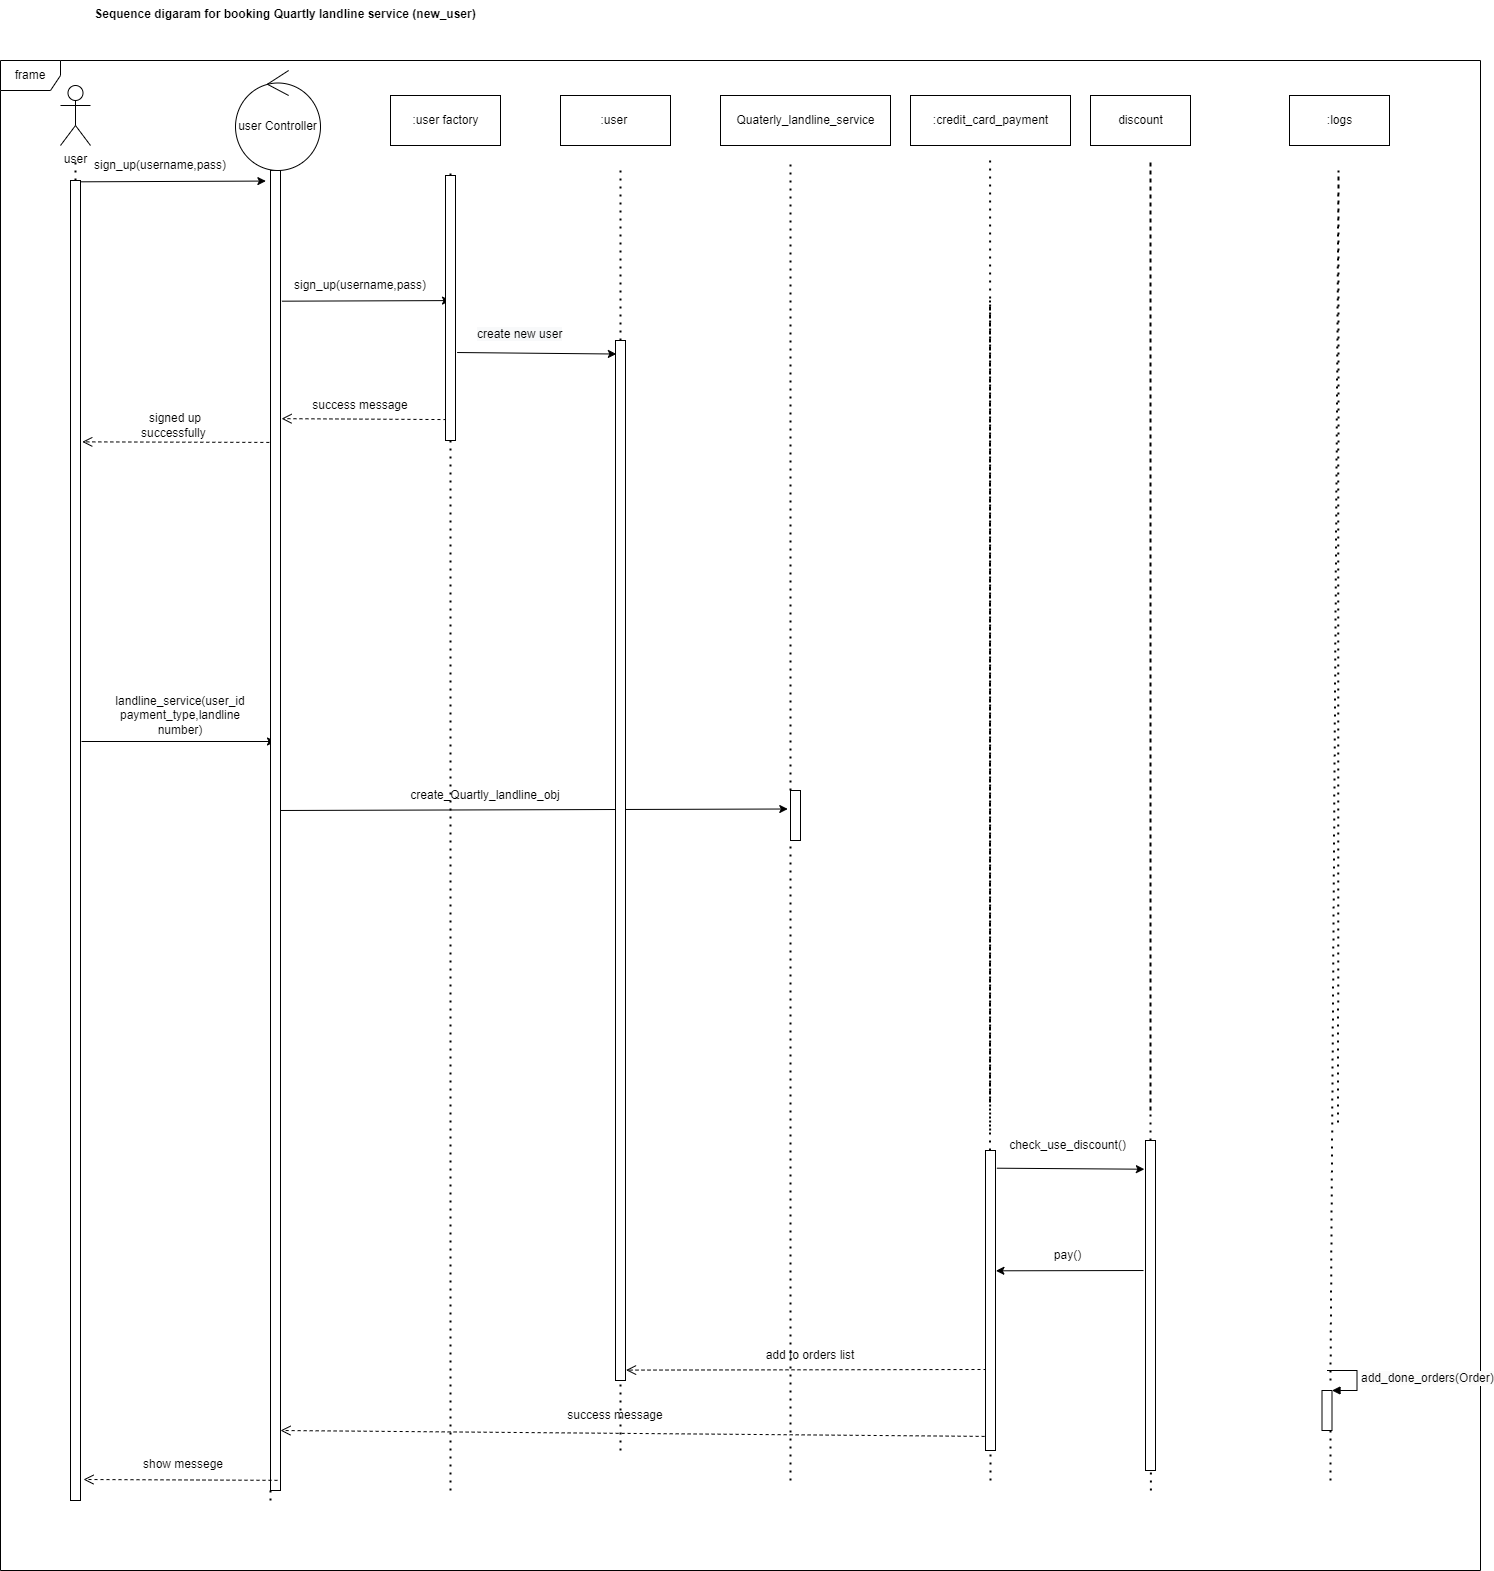 Sequence digaram for booking Quartly landline service (new_user)
frame
user
user Controller
:user factory
:user
Quaterly_landline_service
:credit_card_payment
discount
:logs
sign_up(username,pass)
sign_up(username,pass)
create new user
success message
signed up
successfully
landline_service(user_id
payment_type,landline
number)
create_Quartly_landline_obj
check_use_discount()
pay()
add to orders list
add_done_orders(Order)
success message
show messege